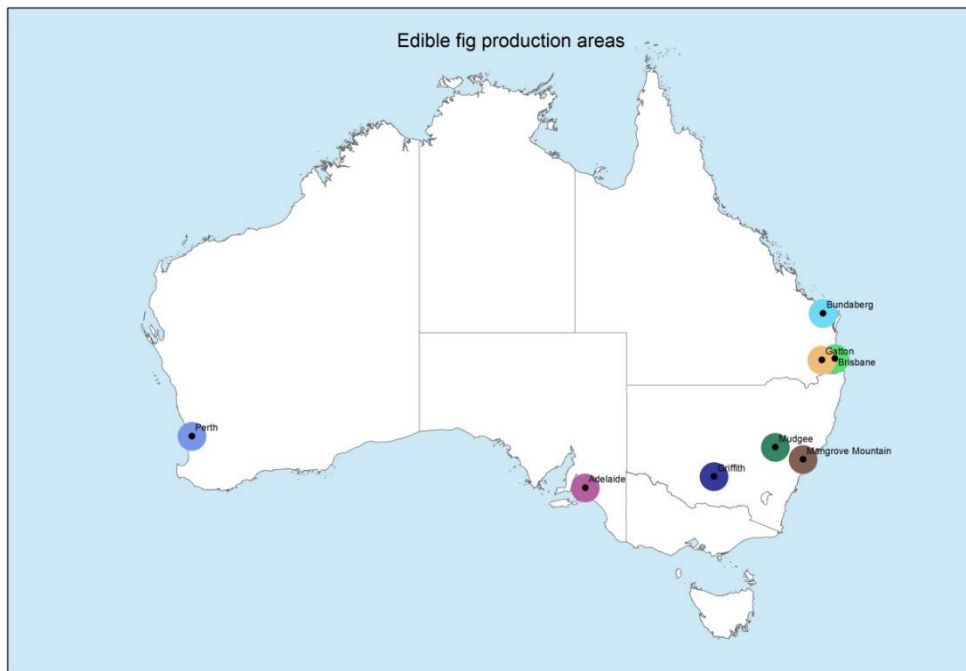 Edible fig production areas
Bundaberg
Gatton
Brisbane
Perth
Mudgee
Mangrove Mountain
Griffith
Adelaide